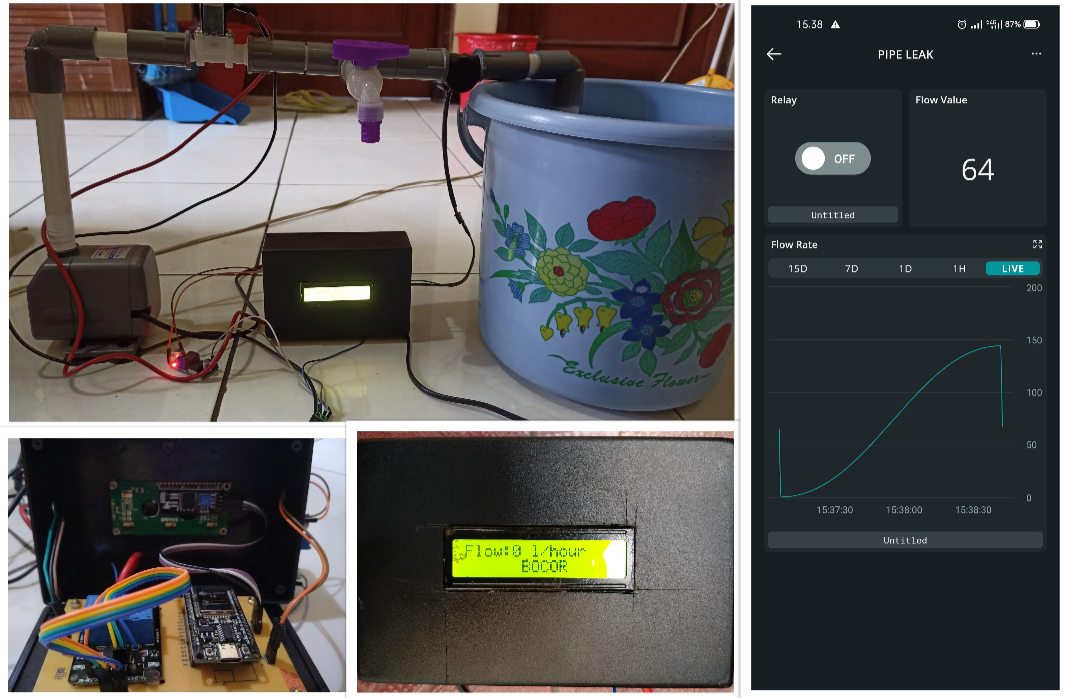 Exclusive Flower
Flow:0 l/hour
BOCOR
15.38
87%
PIPE LEAK
Relay
OFF
Untitled
Flow Value
64
Flow Rate
15D 7D 1D 1H LIVE
200
150
100
50
0
15:37:30 15:38:00 15:38:30
Untitled